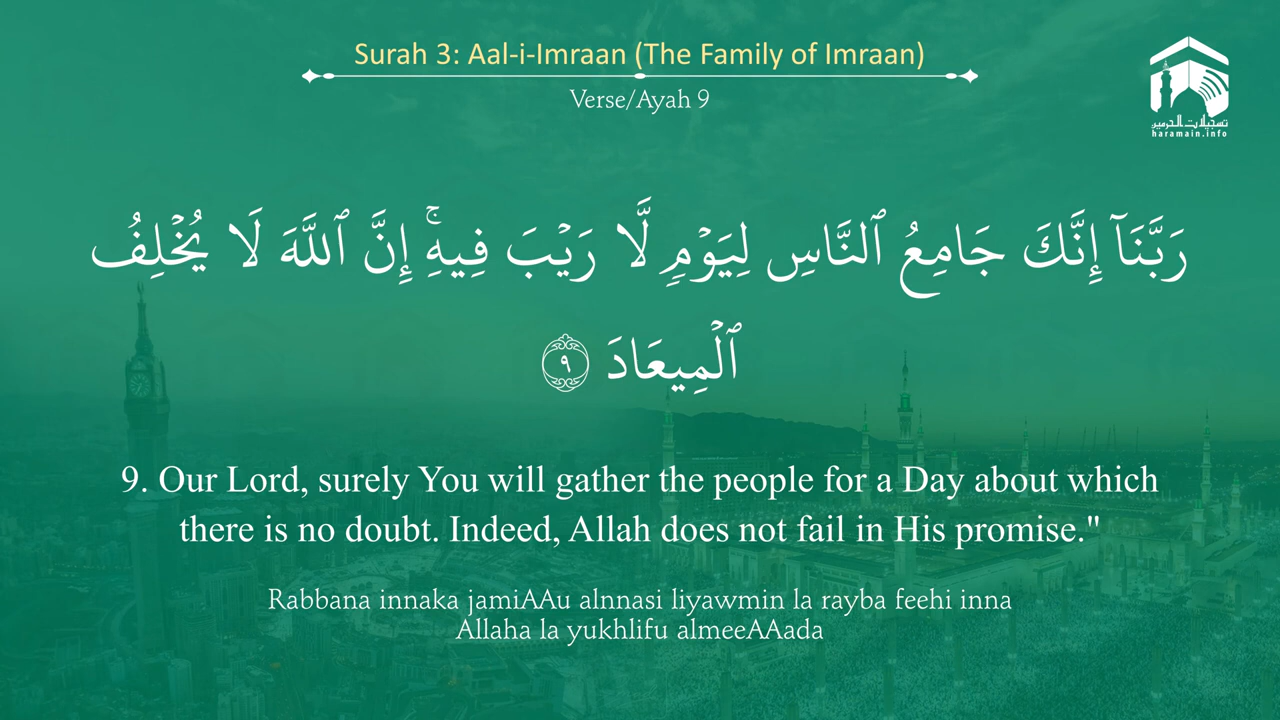 Surah 3: Aal-i-Imraan (The Family of Imraan)
Verse/Ayah 9
تسجيلات الحرمين
haramain.info
رَبَّنَآ إِنَّكَ جَامِعُ ٱلنَّاسِ لِيَوْمٍۢ لَّا رَيْبَ فِيهِ ۚ إِنَّ ٱللَّهَ لَا يُخْلِفُ
ٱلْمِيعَادَ ٩
9. Our Lord, surely You will gather the people for a Day about which
there is no doubt. Indeed, Allah does not fail in His promise."
Rabbana innaka jamiAAu alnnasi liyawmin la rayba feehi inna
Allaha la yukhlifu almeeAAada